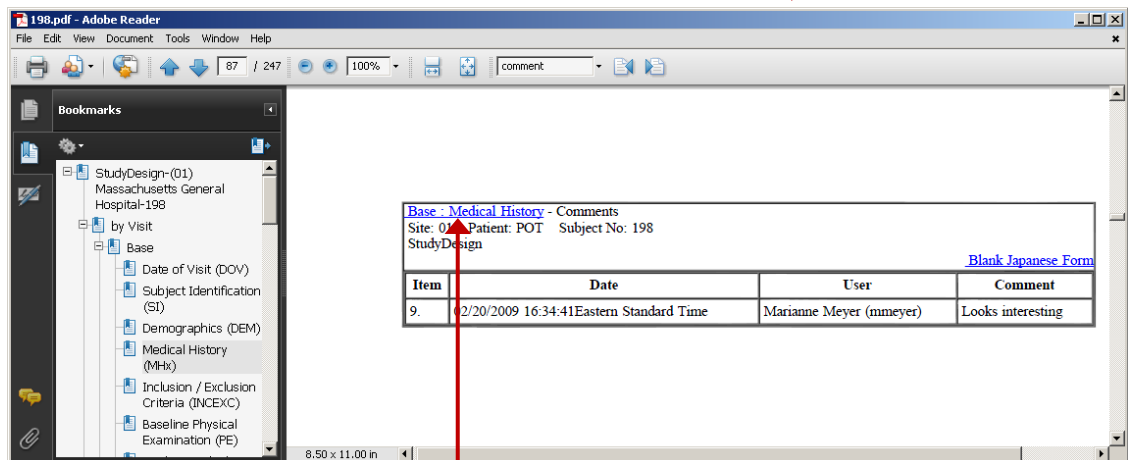 198.pdf - Adobe Reader
File Edit View Document Tools Window Help
87 / 247 100% comment
Bookmarks
StudyDesign-(01)
Massachusetts General
Hospital-198
by Visit
Base
Date of Visit (DOV)
Subject Identification
(SI)
Demographics (DEM)
Medical History
(MHx)
Inclusion / Exclusion
Criteria (INCEXC)
Baseline Physical
Examination (PE)
Base : Medical History - Comments
Site: 01 Patient: POT Subject No: 198
StudyDesign
Blank Japanese Form
Item Date User Comment
9. 02/20/2009 16:34:41Eastern Standard Time Marianne Meyer (mmeyer) Looks interesting
8.50 x 11.00 in